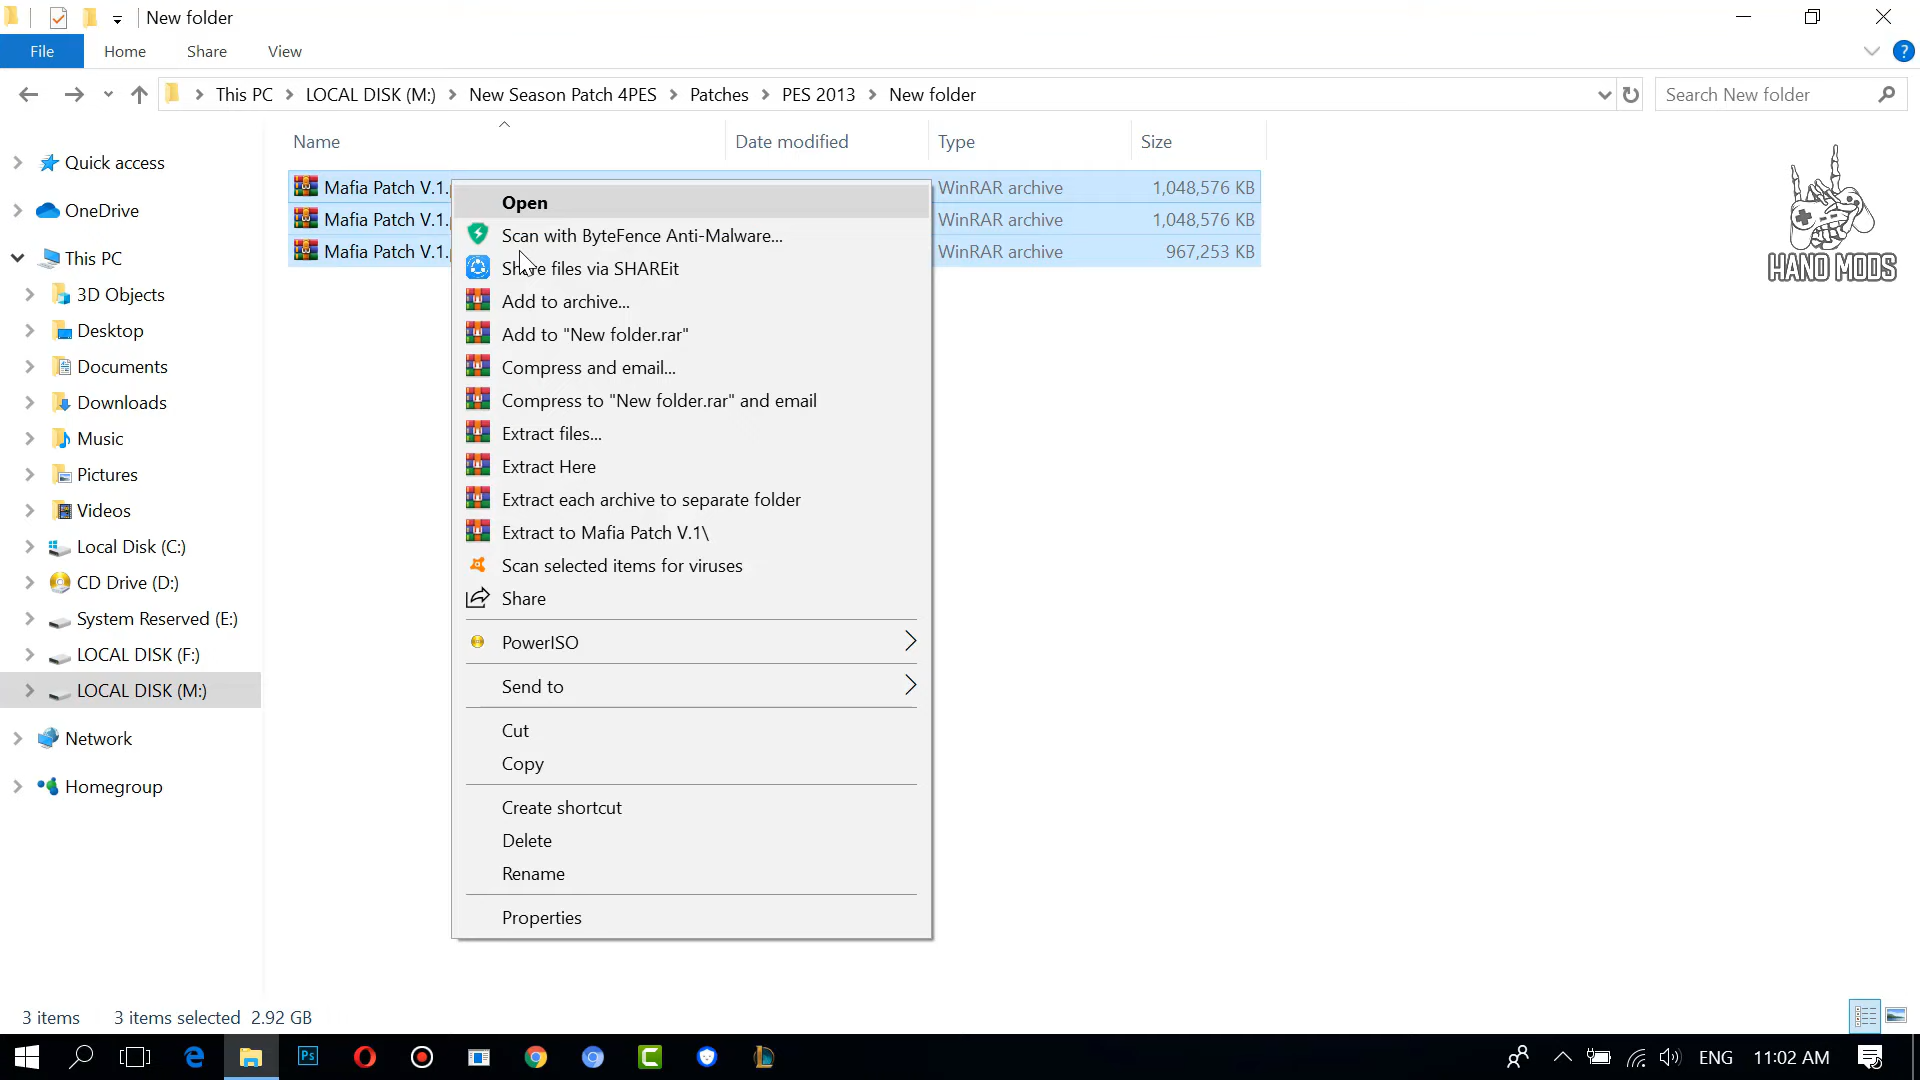 New folder
File Home Share View
This PC LOCAL DISK (M:) New Season Patch 4PES Patches PES 2013 New folder
Search New folder
Name Date modified Type Size
Mafia Patch V.1. WinRAR archive 1,048,576 KB
Mafia Patch V.1. WinRAR archive 1,048,576 KB
Mafia Patch V.1. WinRAR archive 967,253 KB
Quick access
OneDrive
This PC
3D Objects
Desktop
Documents
Downloads
Music
Pictures
Videos
Local Disk (C:)
CD Drive (D:)
System Reserved (E:)
LOCAL DISK (F:)
LOCAL DISK (M:)
Network
Homegroup
Open
Scan with ByteFence Anti-Malware...
Share files via SHAREit
Add to archive...
Add to "New folder.rar"
Compress and email...
Compress to "New folder.rar" and email
Extract files...
Extract Here
Extract each archive to separate folder
Extract to Mafia Patch V.1\
Scan selected items for viruses
Share
PowerISO
Send to
Cut
Copy
Create shortcut
Delete
Rename
Properties
HANO MODS
3 items 3 items selected 2.92 GB
Ps
ENG 11:02 AM